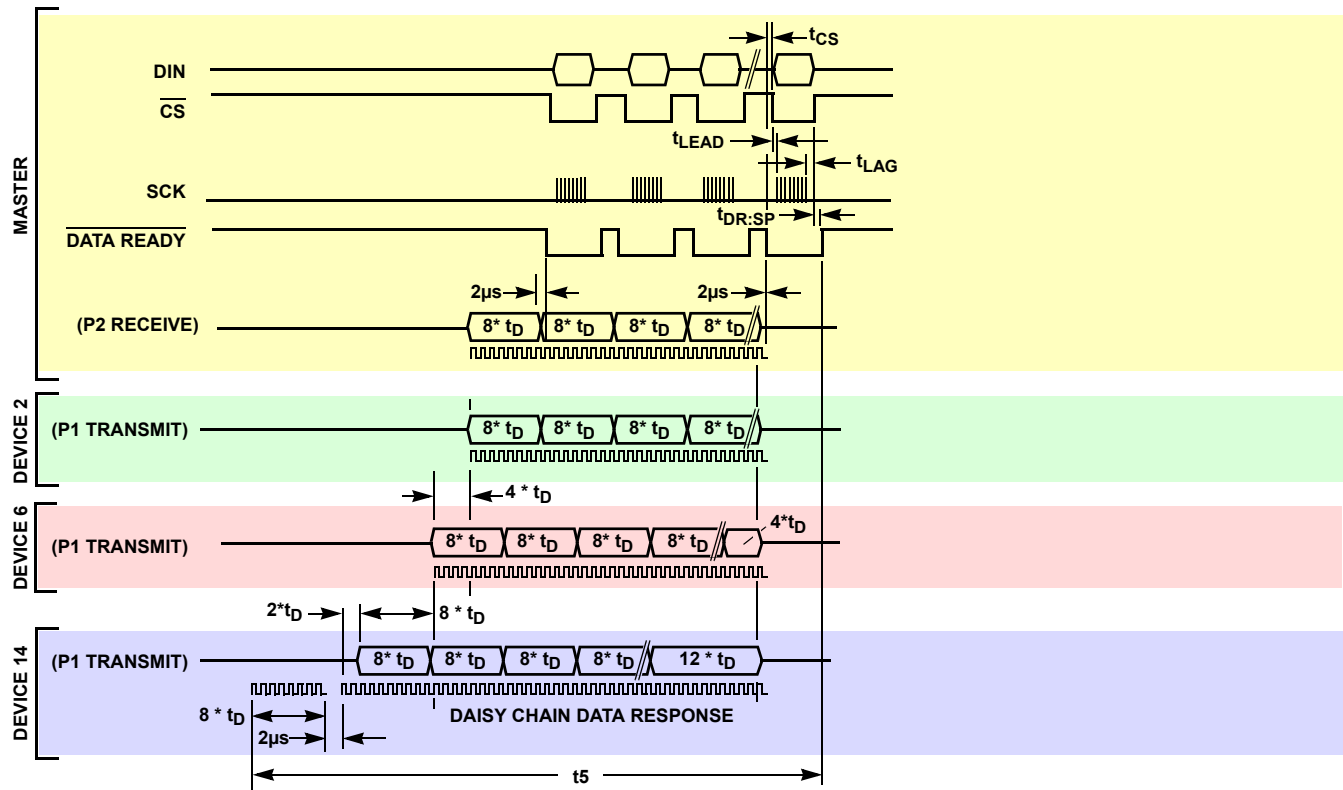 MASTER
tCS
DIN
CS
tLEAD
tLAG
SCK
tDR:SP
DATA READY
2µs 2µs
(P2 RECEIVE) 8* tD 8* tD 8* tD 8* tD
DEVICE 2
(P1 TRANSMIT) 8* tD 8* tD 8* tD 8* tD
4 * tD
DEVICE 6
4*tD
(P1 TRANSMIT) 8* tD 8* tD 8* tD 8* tD
2*tD 8 * tD
DEVICE 14
(P1 TRANSMIT) 8* tD 8* tD 8* tD 8* tD 12 * tD
8 * tD DAISY CHAIN DATA RESPONSE
2µs
t5